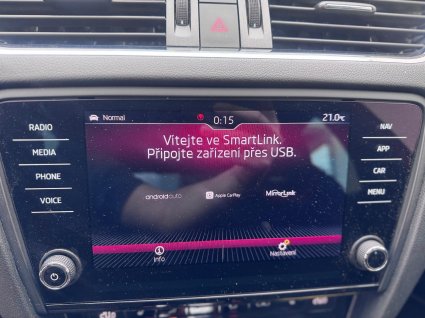 RADIO
MEDIA
PHONE
VOICE
Normal
0:15
21.0°C
Vítejte ve SmartLink.
Připojte zařízení přes USB.
androidauto
Apple CarPlay
MirrorLink
Info
Nastavení
NAV
APP
CAR
MENU